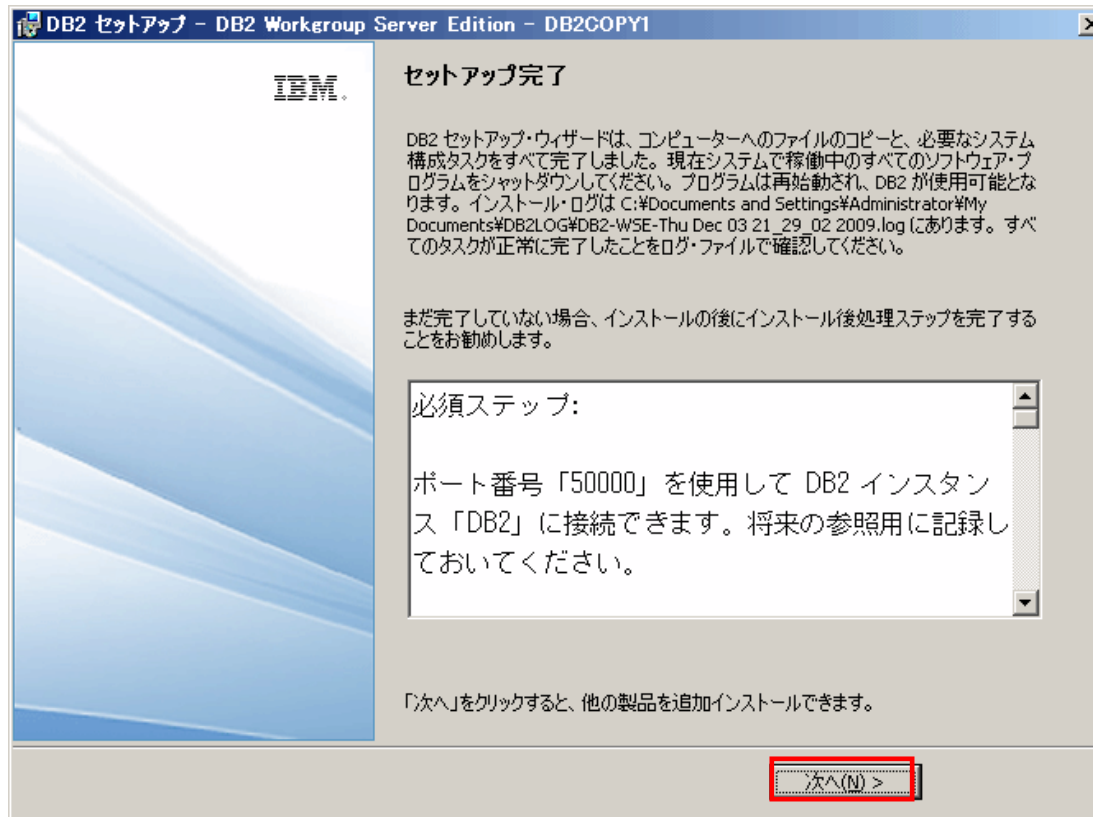 DB2 セットアップ - DB2 Workgroup Server Edition - DB2COPY1
IBM.
セットアップ完了
DB2 セットアップ・ウィザードは、コンピューターへのファイルのコピーと、必要なシステム
構成タスクをすべて完了しました。現在システムで稼働中のすべてのソフトウェア・プ
ログラムをシャットダウンしてください。プログラムは再始動され、DB2 が使用可能とな
ります。インストール・ログは C:¥Documents and Settings¥Administrator¥My
Documents¥DB2LOG¥DB2-WSE-Thu Dec 03 21_29_02 2009.log にあります。すべ
てのタスクが正常に完了したことをログ・ファイルで確認してください。
まだ完了していない場合、インストールの後にインストール後処理ステップを完了する
ことをお勧めします。
必須ステップ:
ポート番号「50000」を使用して DB2 インスタン
ス「DB2」に接続できます。将来の参照用に記録し
ておいてください。
「次へ」をクリックすると、他の製品を追加インストールできます。
次へ(N) >